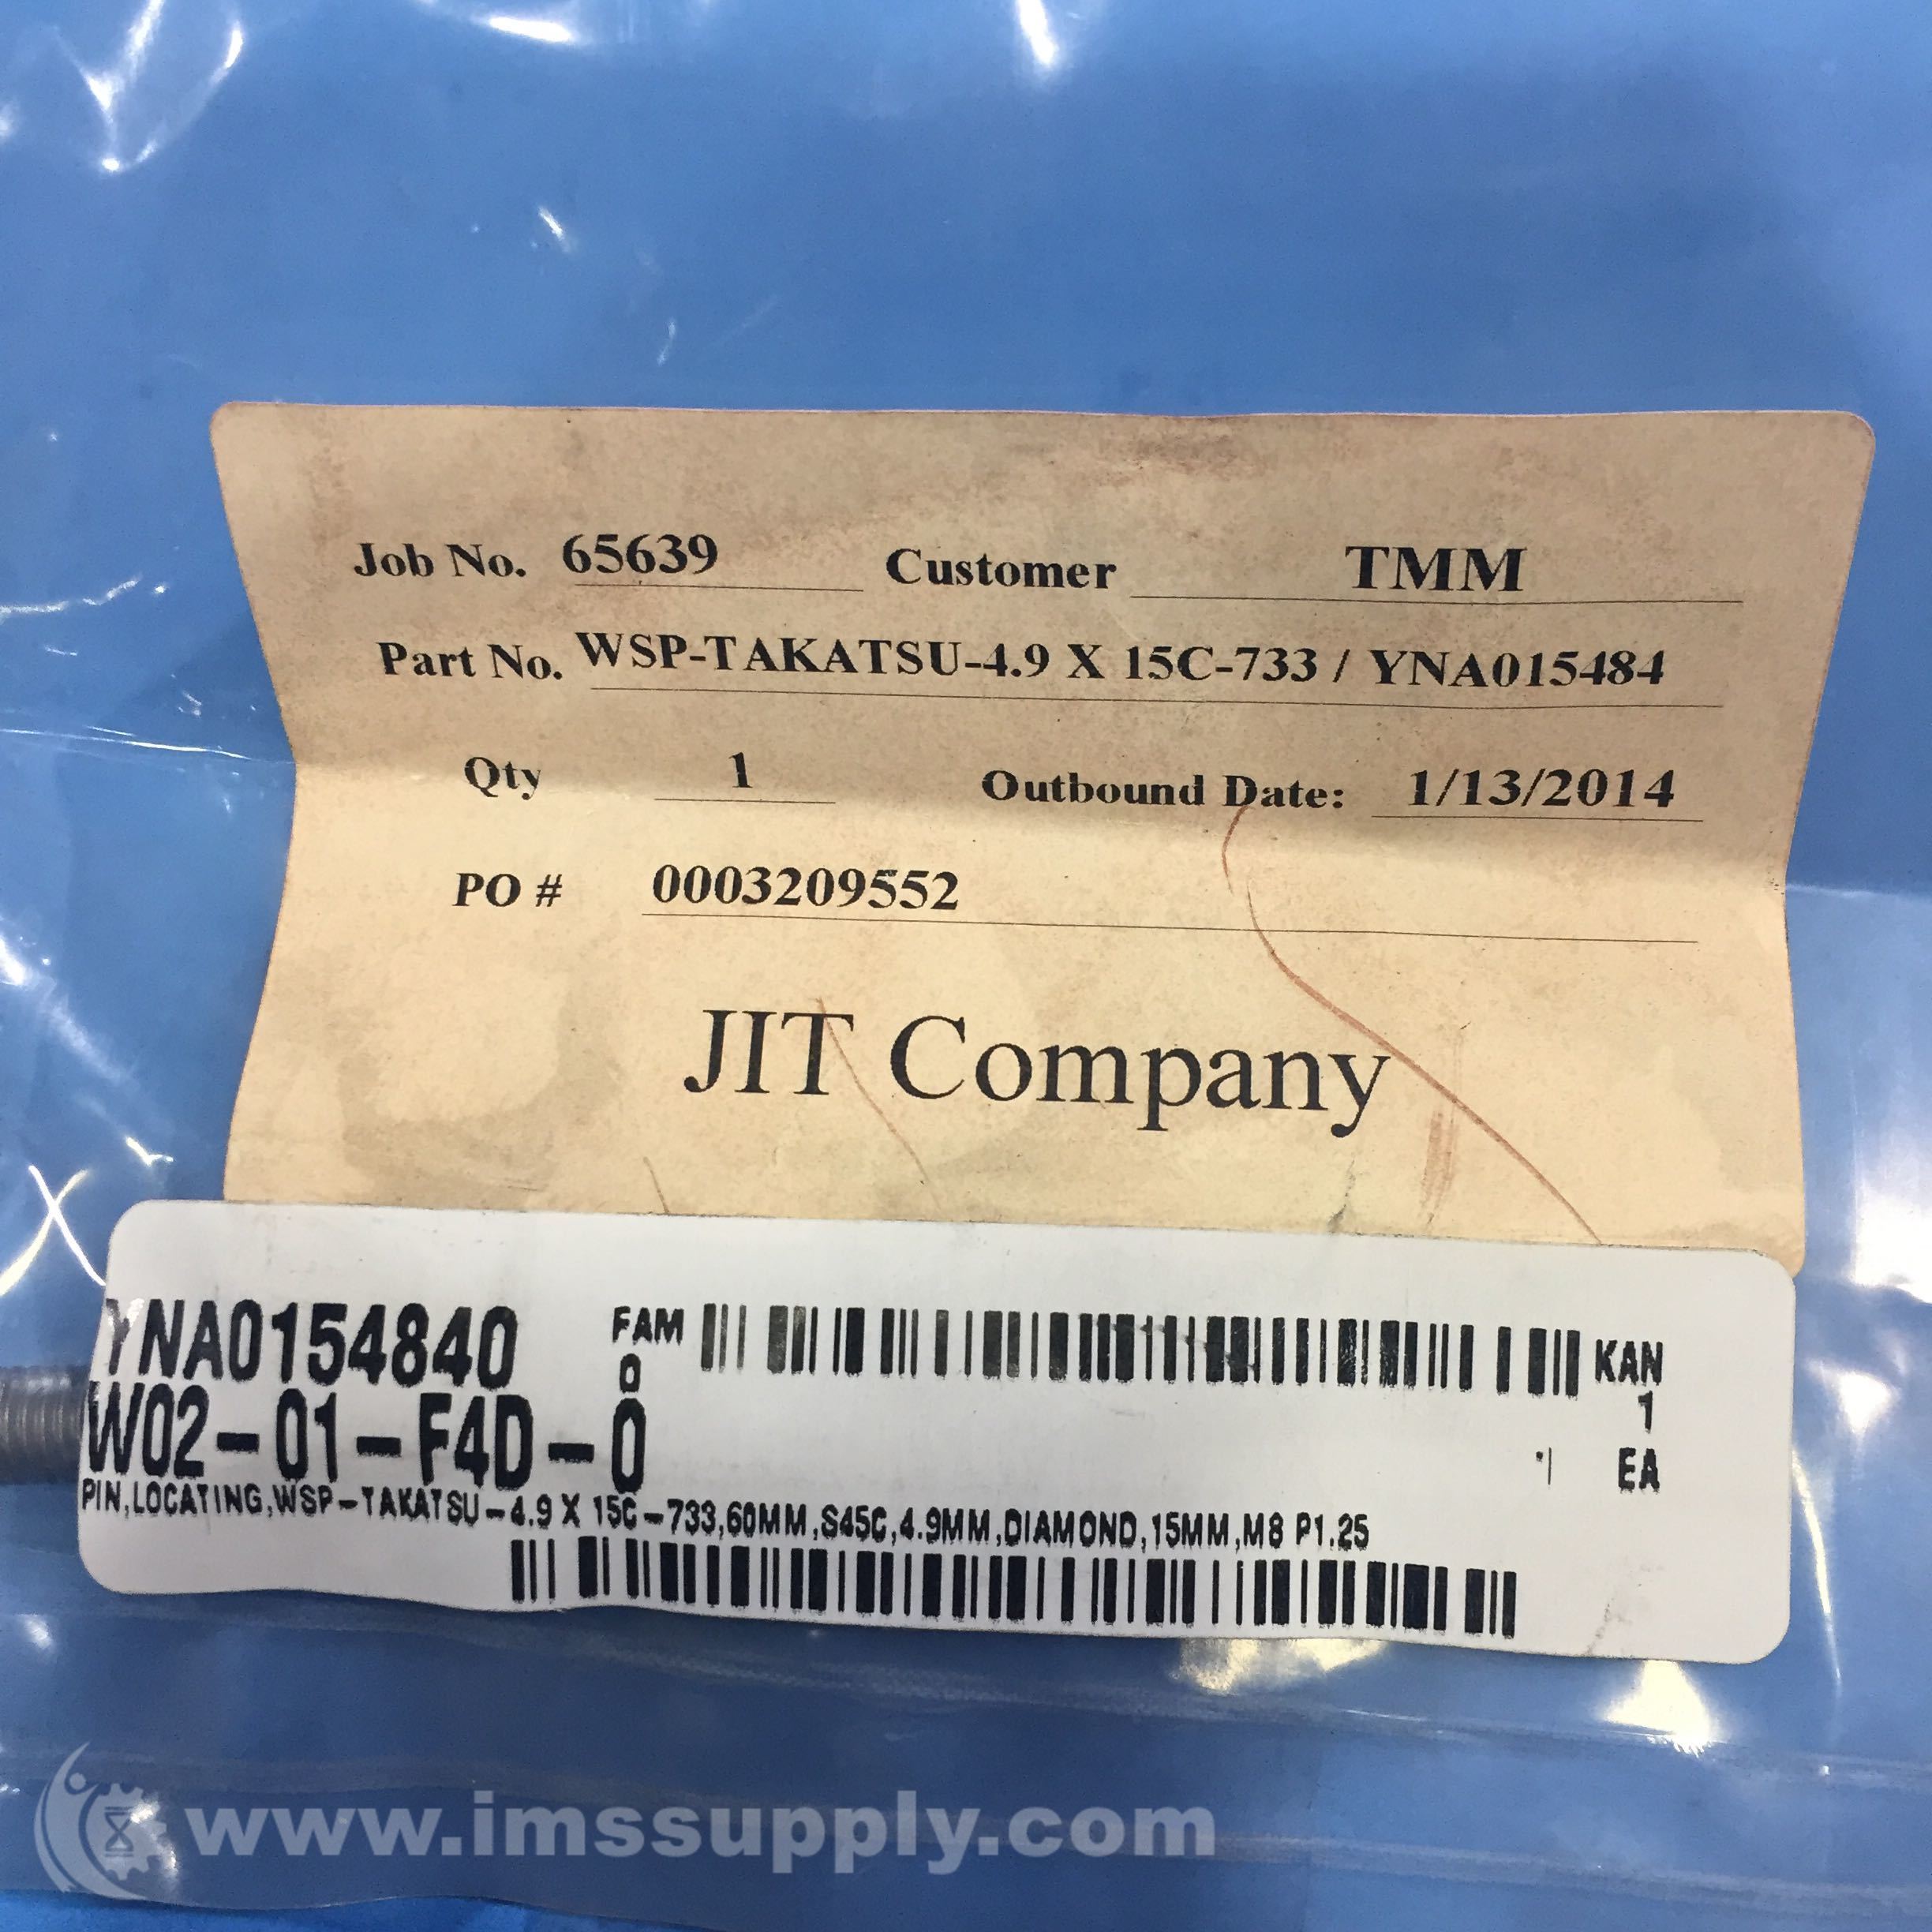 Job No. 65639 Customer TMM
Part No. WSP-TAKATSU-4.9 X 15C-733 / YNA015484
Qty 1 Outbound Date: 1/13/2014
PO # 0003209552
JIT Company
YNA0154840 FAM KAN
0 1
W02-01-F4D-0 EA
PIN,LOCATING,WSP-TAKATSU-4.9 X 15C-733,60MM,S45C,4.9MM,DIAMOND,15MM,M8 P1.25
www.imssupply.com